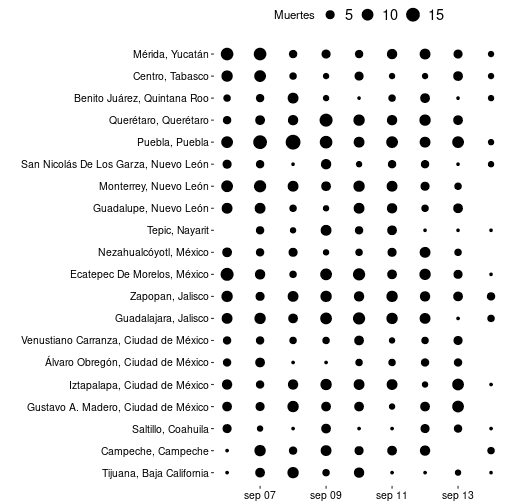 Muertes 5 10 15
Mérida, Yucatán
Centro, Tabasco
Benito Juárez, Quintana Roo
Querétaro, Querétaro
Puebla, Puebla
San Nicolás De Los Garza, Nuevo León
Monterrey, Nuevo León
Guadalupe, Nuevo León
Tepic, Nayarit
Nezahualcóyotl, México
Ecatepec De Morelos, México
Zapopan, Jalisco
Guadalajara, Jalisco
Venustiano Carranza, Ciudad de México
Álvaro Obregón, Ciudad de México
Iztapalapa, Ciudad de México
Gustavo A. Madero, Ciudad de México
Saltillo, Coahuila
Campeche, Campeche
Tijuana, Baja California
sep 07 sep 09 sep 11 sep 13